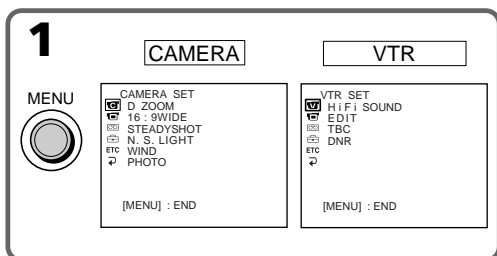 1
CAMERA
VTR
MENU
CAMERA SET
D ZOOM
16:9WIDE
STEADYSHOT
N. S. LIGHT
ETC WIND
PHOTO
[MENU] : END
VTR SET
HiFi SOUND
EDIT
TBC
DNR
ETC
[MENU] : END